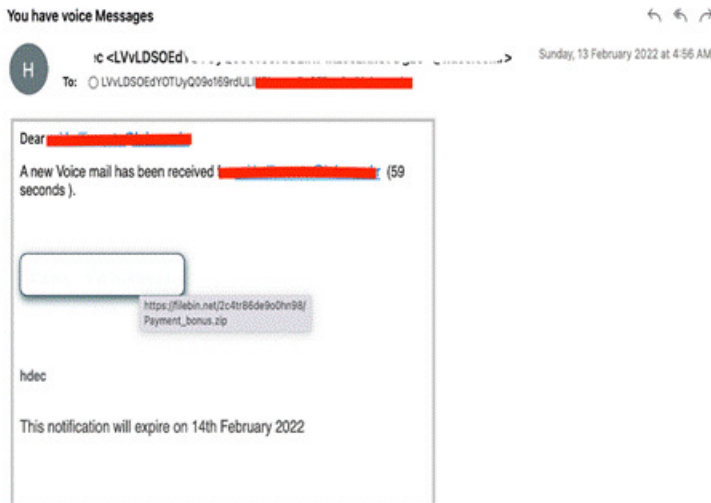 You have voice Messages
H
Sunday, 13 February 2022 at 4:56 AM
To:
Dear
A new Voice mail has been received (59
seconds ).
https://filebin.net/2c4tr86de9o0hn98/
Payment_bonus.zip
hdec
This notification will expire on 14th February 2022